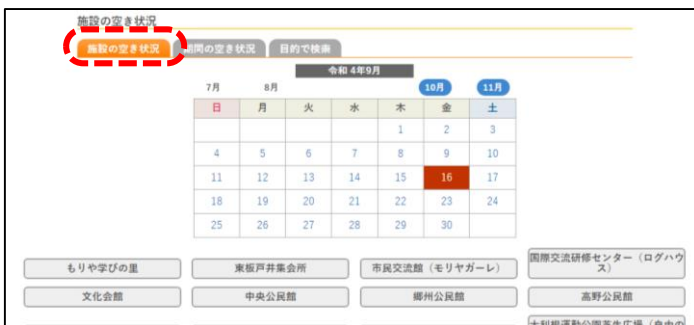 施設の空き状況
施設の空き状況 期間の空き状況 目的で検索
令和 4年9月
7月 8月 10月 11月
日 月 火 水 木 金 土
1 2 3
4 5 6 7 8 9 10
11 12 13 14 15 16 17
18 19 20 21 22 23 24
25 26 27 28 29 30
もりや学びの里 東板戸井集会所 市民交流館（モリヤガーレ） 国際交流研修センター（ログハウス）
文化会館 中央公民館 郷州公民館 高野公民館